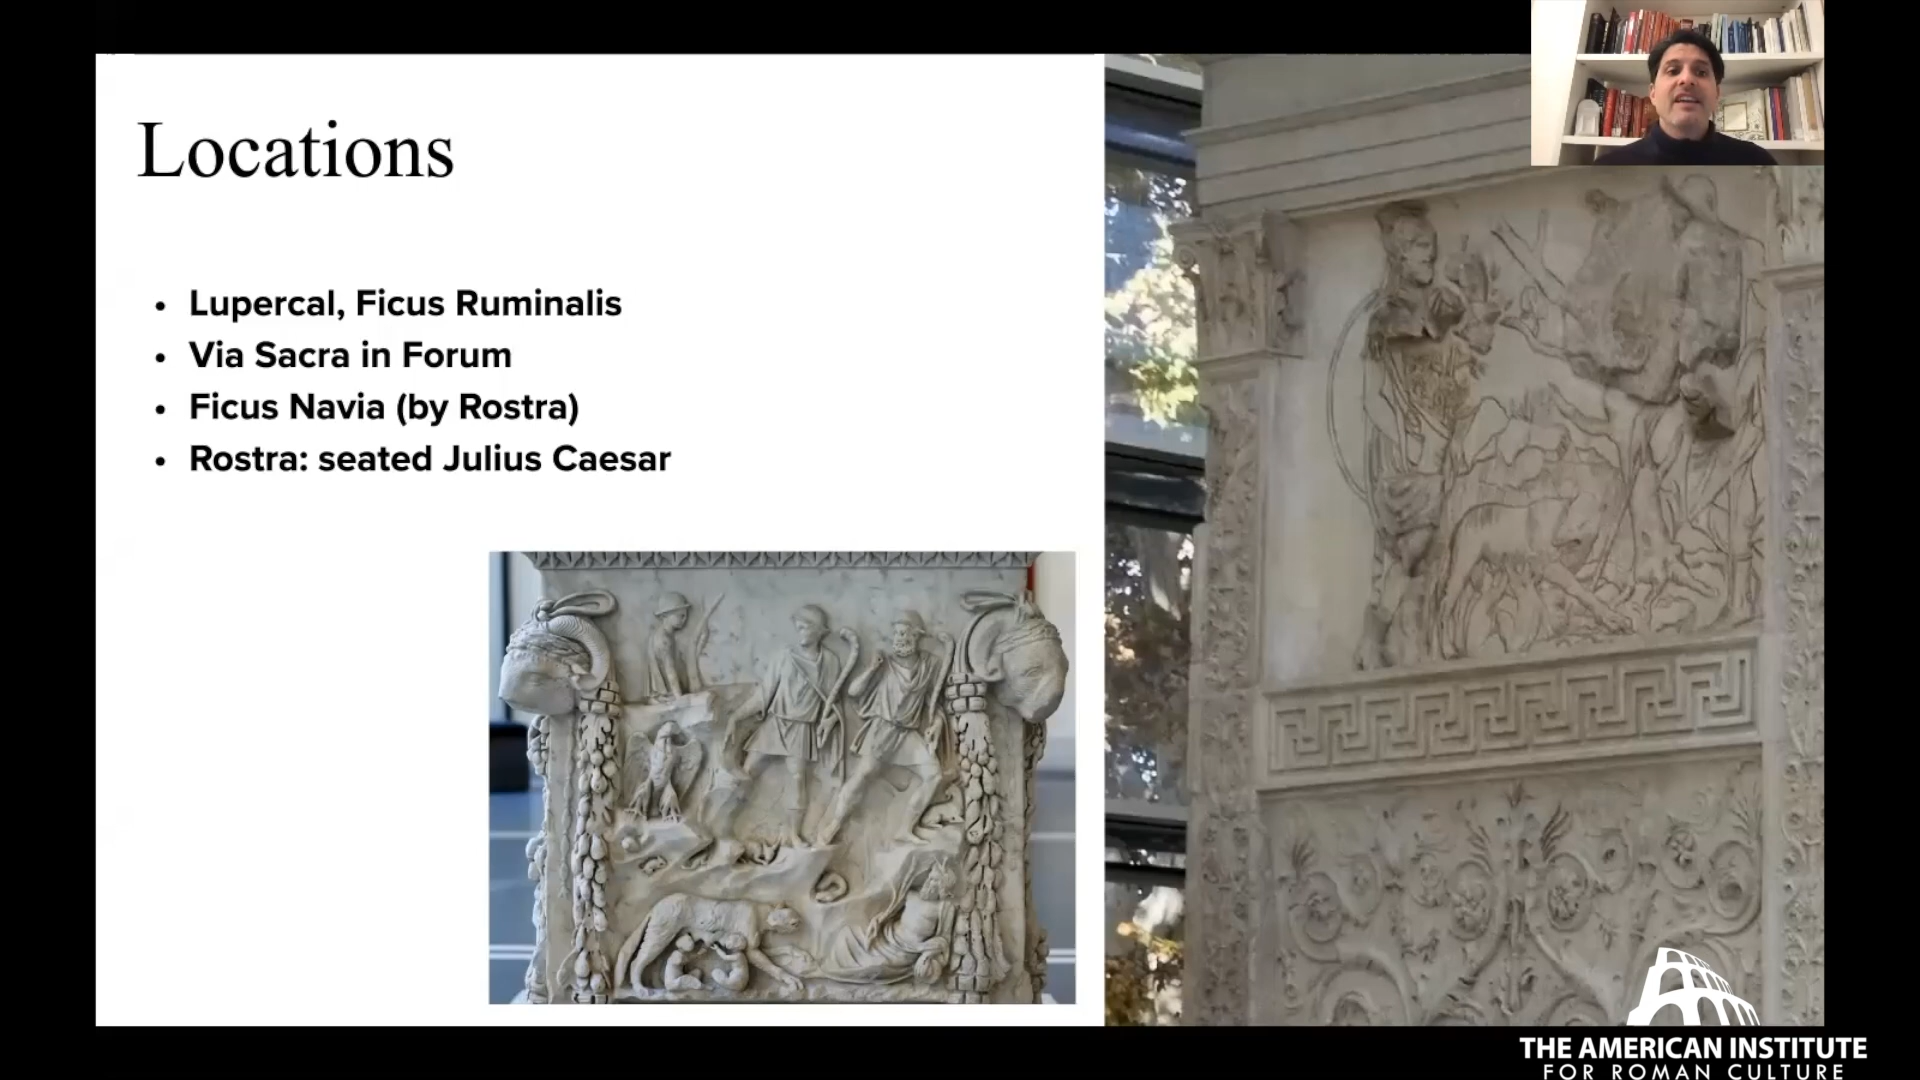 Locations
• Lupercal, Ficus Ruminalis
• Via Sacra in Forum
• Ficus Navia (by Rostra)
• Rostra: seated Julius Caesar
THE AMERICAN INSTITUTE
FOR ROMAN CULTURE